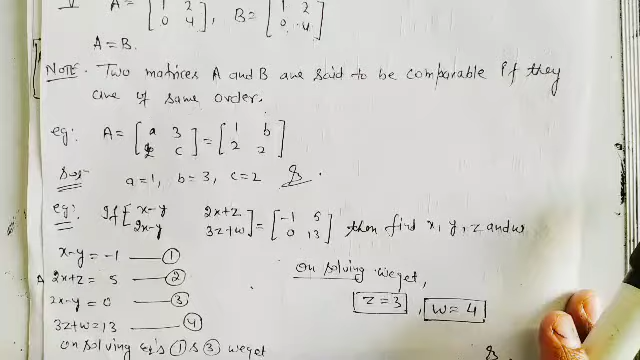 A = [1 2 0 4], B = [1 2 0 4]
A = B.
NOTE. Two matrices A and B are said to be comparable if they
are of same order.
eg: A = [a 3 2 c] = [1 b 2 2]
a=1, b=3, c=2
eg: If [x-y 2x+z 2x-y 3z+w] = [-1 5 0 13] then find x, y, z and w
x-y = -1 — ①
2x+z = 5 — ②
2x-y = 0 — ③
3z+w = 13 — ④
on solving eq's ① & ③ we get
on solving we get,
z = 3, w = 4